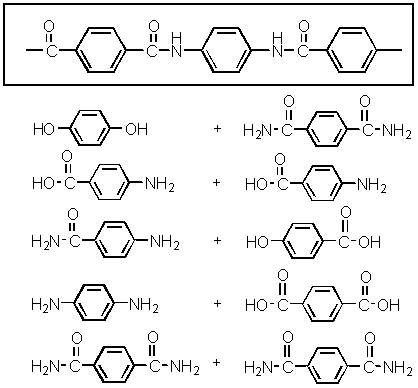 O
O H H O
C C N N C
O O
HO OH + H₂N C C NH₂
O O
HO C NH₂ + HO C NH₂
O O
H₂N C NH₂ + HO C OH
O O
H₂N NH₂ + HO C C OH
O O O O
H₂N C C NH₂ + H₂N C C NH₂